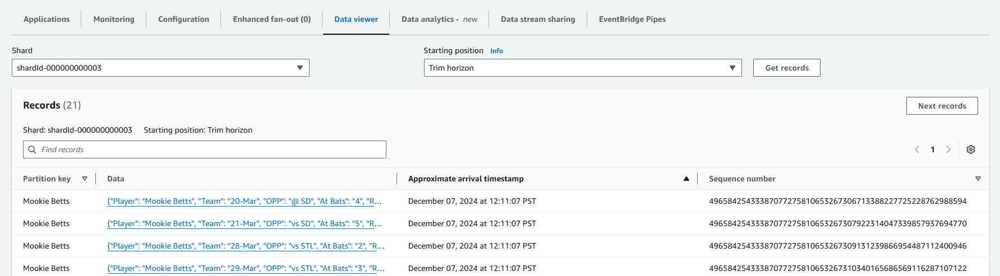 Applications Monitoring Configuration Enhanced fan-out (0) Data viewer Data analytics - new Data stream sharing EventBridge Pipes
Shard Starting position Info
shardId-000000000003 Trim horizon Get records
Records (21) Next records
Shard: shardId-000000000003 Starting position: Trim horizon
Find records 1
Partition key Data Approximate arrival timestamp Sequence number
Mookie Betts {"Player": "Mookie Betts", "Team": "20-Mar", "OPP": "@ SD", "At Bats": "4", "R... December 07, 2024 at 12:11:07 PST 49658425433387077275810653267306713388227725228762988594
Mookie Betts {"Player": "Mookie Betts", "Team": "21-Mar", "OPP": "vs SD", "At Bats": "5", "R... December 07, 2024 at 12:11:07 PST 49658425433387077275810653267307922314047339857937694770
Mookie Betts {"Player": "Mookie Betts", "Team": "28-Mar", "OPP": "vs STL", "At Bats": "2", "R... December 07, 2024 at 12:11:07 PST 49658425433387077275810653267309131239866954487112400946
Mookie Betts {"Player": "Mookie Betts", "Team": "29-Mar", "OPP": "vs STL", "At Bats": "3", "R... December 07, 2024 at 12:11:07 PST 49658425433387077275810653267310340165686569116287107122